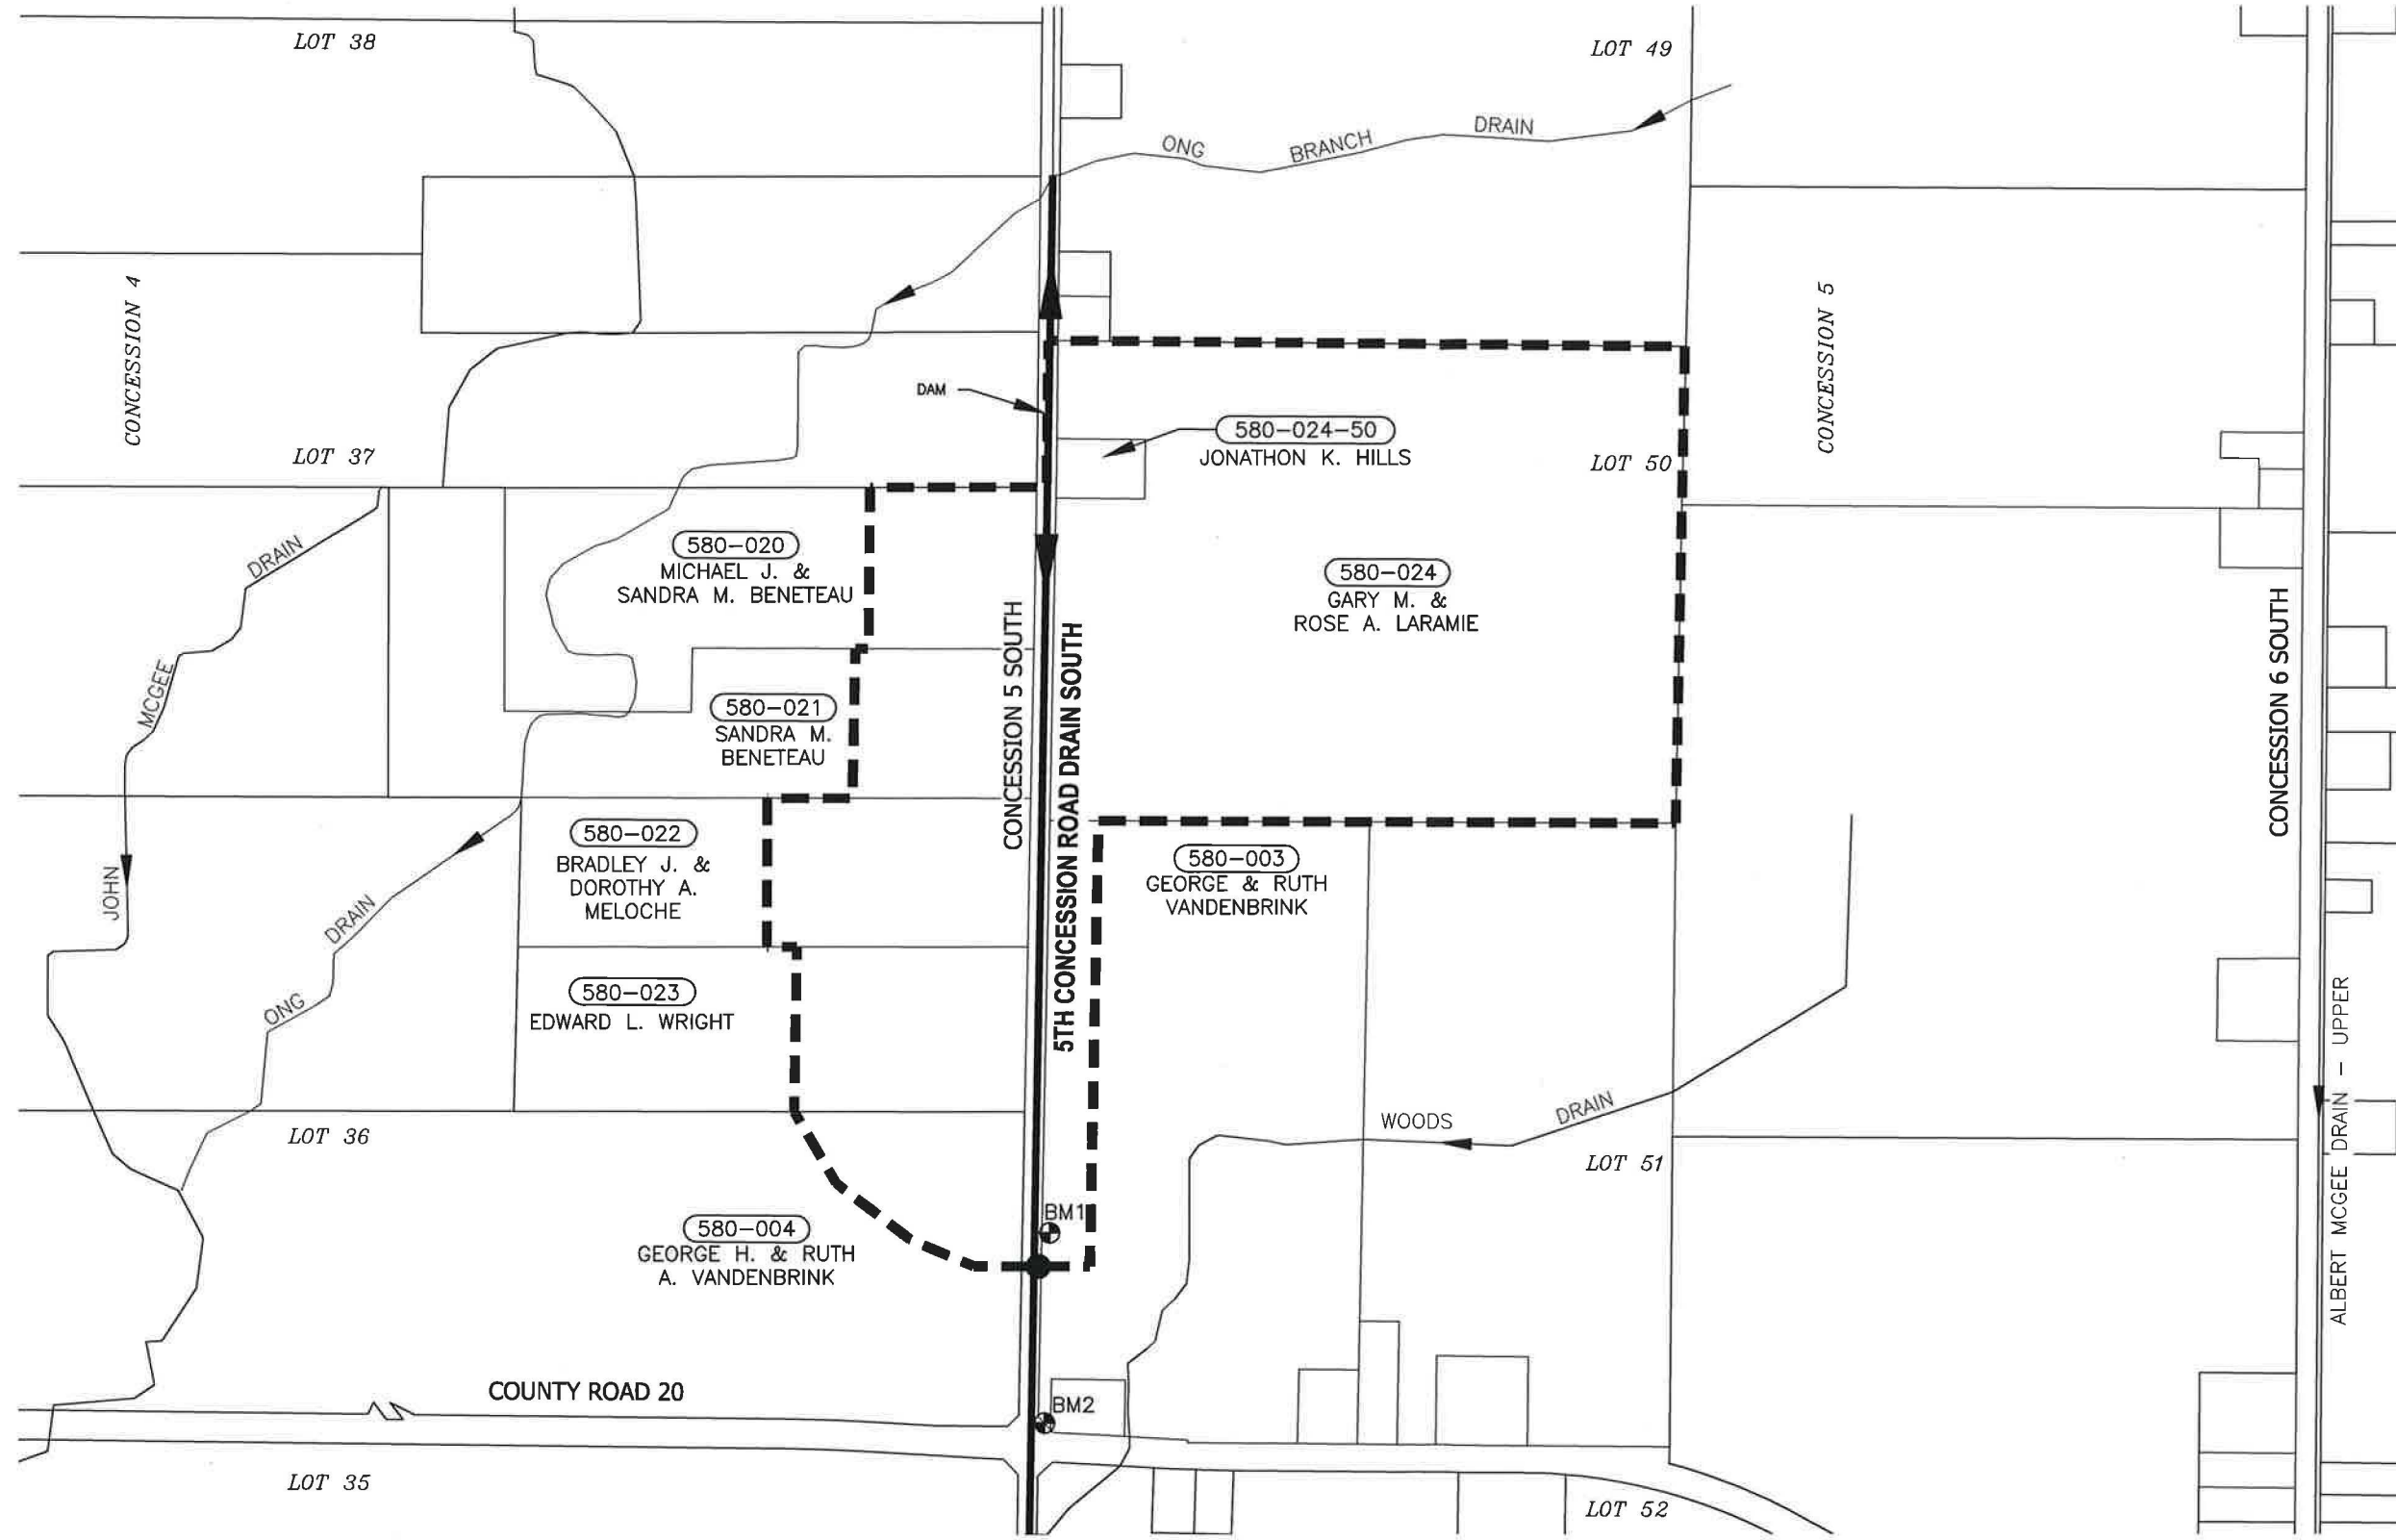 LOT 38
LOT 49
ONG BRANCH DRAIN
CONCESSION 4
CONCESSION 5
DAM
580-024-50
JONATHON K. HILLS
LOT 37
LOT 50
580-020
MICHAEL J. &
SANDRA M. BENETEAU
580-024
GARY M. &
ROSE A. LARAMIE
JOHN MCGEE DRAIN
CONCESSION 5 SOUTH
5TH CONCESSION ROAD DRAIN SOUTH
CONCESSION 6 SOUTH
580-021
SANDRA M.
BENETEAU
580-022
BRADLEY J. &
DOROTHY A.
MELOCHE
580-003
GEORGE & RUTH
VANDENBRINK
ONG DRAIN
580-023
EDWARD L. WRIGHT
WOODS DRAIN
LOT 36
LOT 51
ALBERT MCGEE DRAIN - UPPER
580-004
GEORGE H. & RUTH
A. VANDENBRINK
BM1
COUNTY ROAD 20
BM2
LOT 35
LOT 52